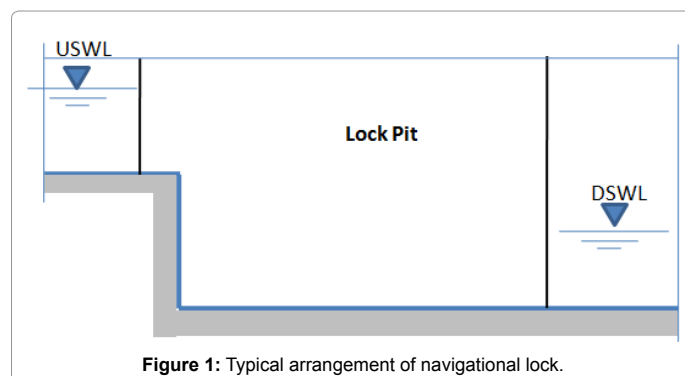 USWL
Lock Pit
DSWL
Figure 1: Typical arrangement of navigational lock.